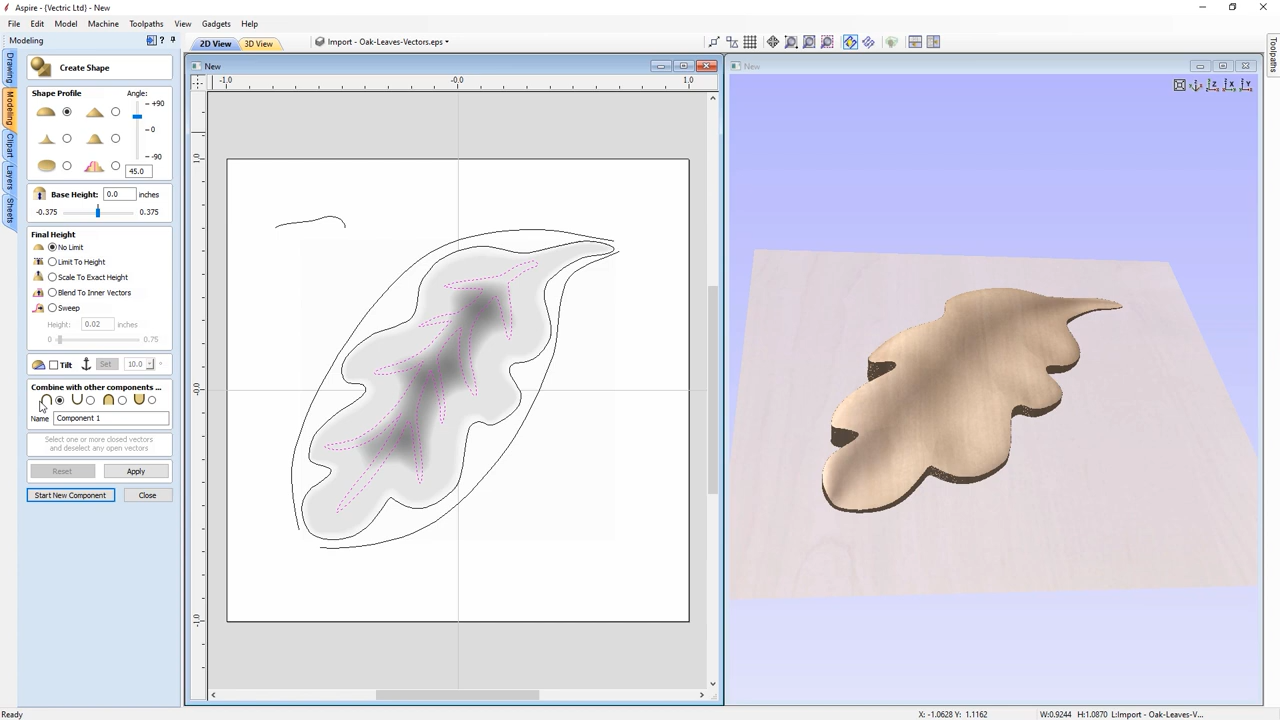 Aspire - {Vectric Ltd} - New
File Edit Model Machine Toolpaths View Gadgets Help
Modeling
2D View 3D View Import - Oak-Leaves-Vectors.eps
Drawing
Modeling
Clipart
Layers
Sheets
Create Shape
Shape Profile Angle:
+90
0
-90
45.0
Base Height: 0.0 inches
-0.375 0.375
Final Height
No Limit
Limit To Height
Scale To Exact Height
Blend To Inner Vectors
Sweep
Height: 0.02 inches
0 0.75
Tilt Set 10.0 °
Combine with other components ...
Name Component 1
Select one or more closed vectors
and deselect any open vectors
Reset Apply
Start New Component Close
New
-1.0 -0.0 1.0
1.0
-0.0
-1.0
New
Toolpaths
Ready
X: -1.0628 Y: 1.1162 W:0.9244 H:1.0870 L:Import - Oak-Leaves-V...